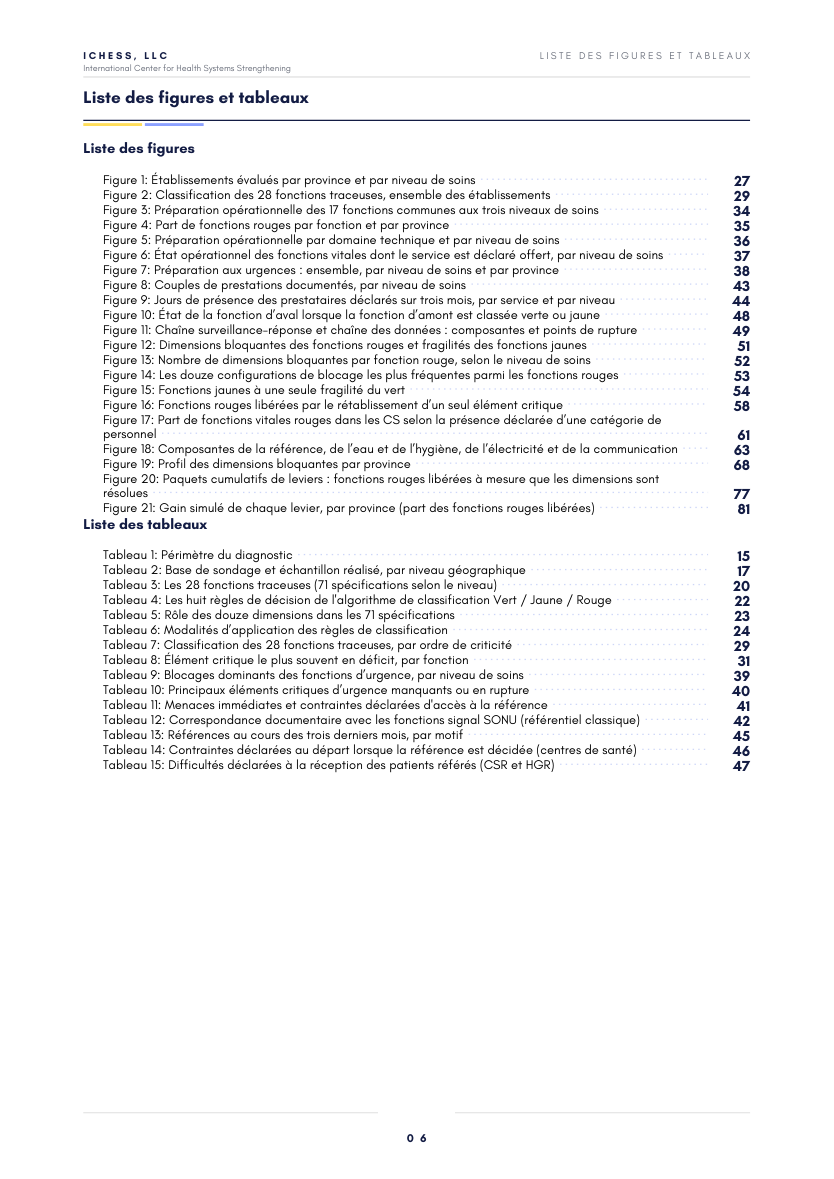 ICHESS, LLC
LISTE DES FIGURES ET TABLEAUX
International Center for Health Systems Strengthening
Liste des figures et tableaux
Liste des figures
Figure 1: Établissements évalués par province et par niveau de soins 27
Figure 2: Classification des 28 fonctions traceuses, ensemble des établissements 29
Figure 3: Préparation opérationnelle des 17 fonctions communes aux trois niveaux de soins 34
Figure 4: Part de fonctions rouges par fonction et par province 35
Figure 5: Préparation opérationnelle par domaine technique et par niveau de soins 36
Figure 6: État opérationnel des fonctions vitales dont le service est déclaré offert, par niveau de soins 37
Figure 7: Préparation aux urgences : ensemble, par niveau de soins et par province 38
Figure 8: Couples de prestations documentés, par niveau de soins 43
Figure 9: Jours de présence des prestataires déclarés sur trois mois, par service et par niveau 44
Figure 10: État de la fonction d’aval lorsque la fonction d’amont est classée verte ou jaune 48
Figure 11: Chaîne surveillance-réponse et chaîne des données : composantes et points de rupture 49
Figure 12: Dimensions bloquantes des fonctions rouges et fragilités des fonctions jaunes 51
Figure 13: Nombre de dimensions bloquantes par fonction rouge, selon le niveau de soins 52
Figure 14: Les douze configurations de blocage les plus fréquentes parmi les fonctions rouges 53
Figure 15: Fonctions jaunes à une seule fragilité du vert 54
Figure 16: Fonctions rouges libérées par le rétablissement d’un seul élément critique 58
Figure 17: Part de fonctions vitales rouges dans les CS selon la présence déclarée d’une catégorie de
personnel 61
Figure 18: Composantes de la référence, de l’eau et de l’hygiène, de l’électricité et de la communication 63
Figure 19: Profil des dimensions bloquantes par province 68
Figure 20: Paquets cumulatifs de leviers : fonctions rouges libérées à mesure que les dimensions sont
résolues 77
Figure 21: Gain simulé de chaque levier, par province (part des fonctions rouges libérées) 81
Liste des tableaux
Tableau 1: Périmètre du diagnostic 15
Tableau 2: Base de sondage et échantillon réalisé, par niveau géographique 17
Tableau 3: Les 28 fonctions traceuses (71 spécifications selon le niveau) 20
Tableau 4: Les huit règles de décision de l'algorithme de classification Vert / Jaune / Rouge 22
Tableau 5: Rôle des douze dimensions dans les 71 spécifications 23
Tableau 6: Modalités d’application des règles de classification 24
Tableau 7: Classification des 28 fonctions traceuses, par ordre de criticité 29
Tableau 8: Élément critique le plus souvent en déficit, par fonction 31
Tableau 9: Blocages dominants des fonctions d’urgence, par niveau de soins 39
Tableau 10: Principaux éléments critiques d’urgence manquants ou en rupture 40
Tableau 11: Menaces immédiates et contraintes déclarées d'accès à la référence 41
Tableau 12: Correspondance documentaire avec les fonctions signal SONU (référentiel classique) 42
Tableau 13: Références au cours des trois derniers mois, par motif 45
Tableau 14: Contraintes déclarées au départ lorsque la référence est décidée (centres de santé) 46
Tableau 15: Difficultés déclarées à la réception des patients référés (CSR et HGR) 47
06